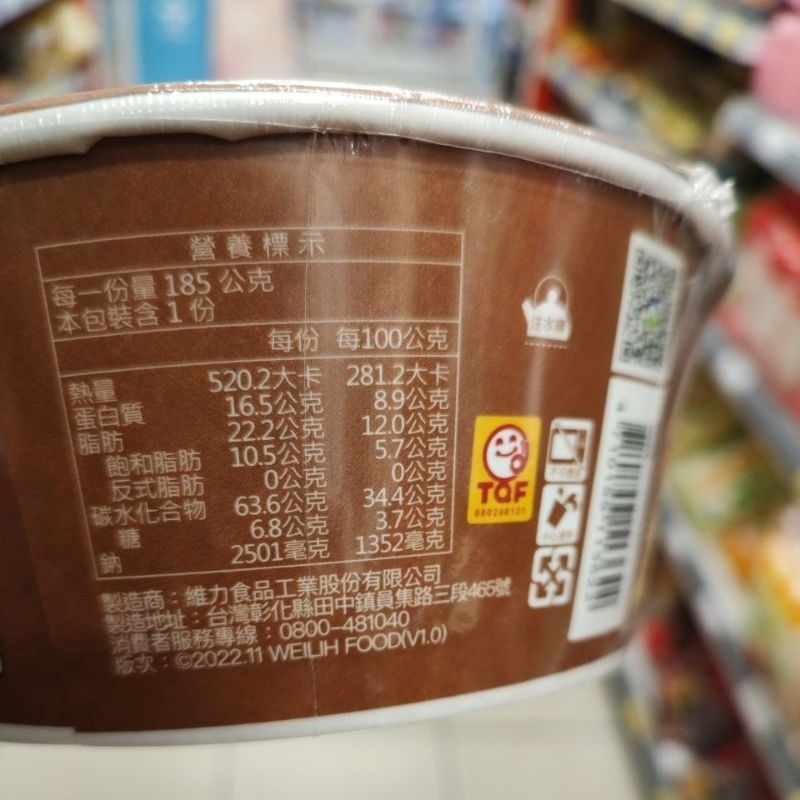 營養標示
每一份量 185 公克
本包裝含 1 份
每份 每100公克
熱量 520.2大卡 281.2大卡
蛋白質 16.5公克 8.9公克
脂肪 22.2公克 12.0公克
飽和脂肪 10.5公克 5.7公克
反式脂肪 0公克 0公克
碳水化合物 63.6公克 34.4公克
糖 6.8公克 3.7公克
鈉 2501毫克 1352毫克
製造商：維力食品工業股份有限公司
製造地址：台灣彰化縣田中鎮員集路三段465號
消費者服務專線：0800-481040
版次：©2022.11 WEILIH FOOD(V1.0)
注水線
TQF